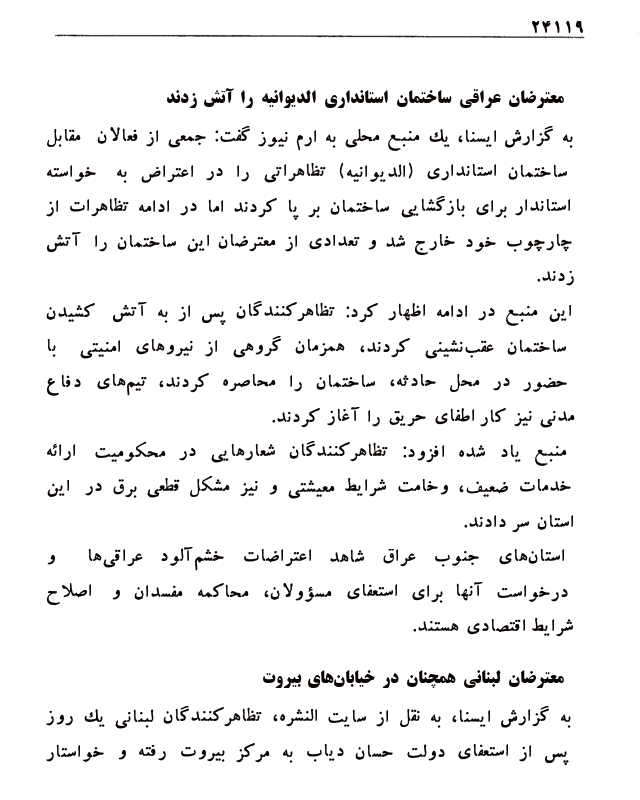 ۲۴۱۱۹
معترضان عراقی ساختمان استانداری الدیوانیه را آتش زدند
به گزارش ایسنا، یك منبع محلی به ارم نیوز گفت: جمعی از فعالان مقابل
ساختمان استانداری (الدیوانیه) تظاهراتی را در اعتراض به خواسته
استاندار برای بازگشایی ساختمان بر پا کردند اما در ادامه تظاهرات از
چارچوب خود خارج شد و تعدادی از معترضان این ساختمان را آتش
زدند.
این منبع در ادامه اظهار کرد: تظاهرکنندگان پس از به آتش کشیدن
ساختمان عقب‌نشینی کردند، همزمان گروهی از نیروهای امنیتی با
حضور در محل حادثه، ساختمان را محاصره کردند، تیم‌های دفاع
مدنی نیز کار اطفای حریق را آغاز کردند.
منبع یاد شده افزود: تظاهرکنندگان شعارهایی در محکومیت ارائه
خدمات ضعیف، وخامت شرایط معیشتی و نیز مشکل قطعی برق در این
استان سر دادند.
استان‌های جنوب عراق شاهد اعتراضات خشم‌آلود عراقی‌ها و
درخواست آنها برای استعفای مسؤولان، محاکمه مفسدان و اصلاح
شرایط اقتصادی هستند.
معترضان لبنانی همچنان در خیابان‌های بیروت
به گزارش ایسنا، به نقل از سایت النشره، تظاهرکنندگان لبنانی یك روز
پس از استعفای دولت حسان دیاب به مرکز بیروت رفته و خواستار